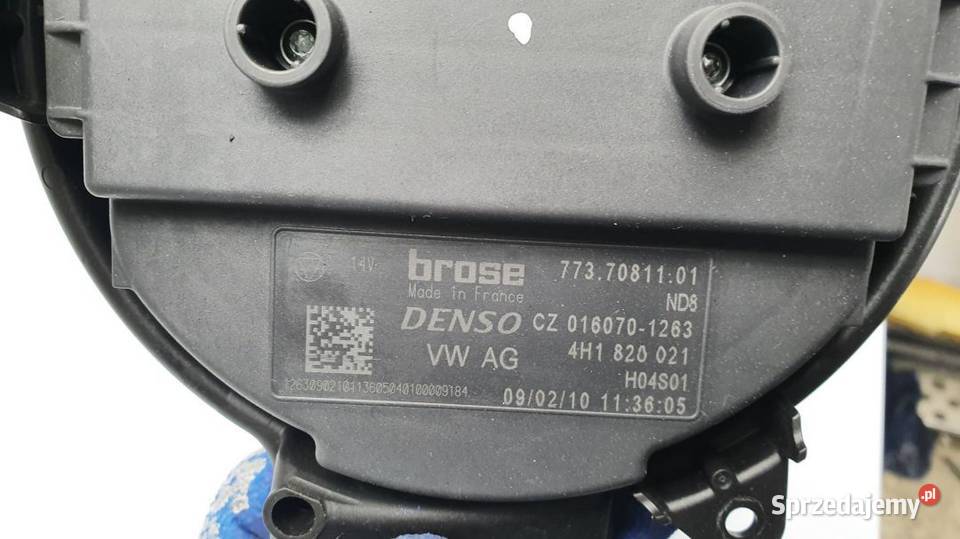 14V brose 773.70811.01
Made in France ND8
DENSO CZ 016070-1263
VW AG 4H1 820 021
H04S01
1263090210113605040100009184 09/02/10 11:36:05
Sprzedajemy.pl